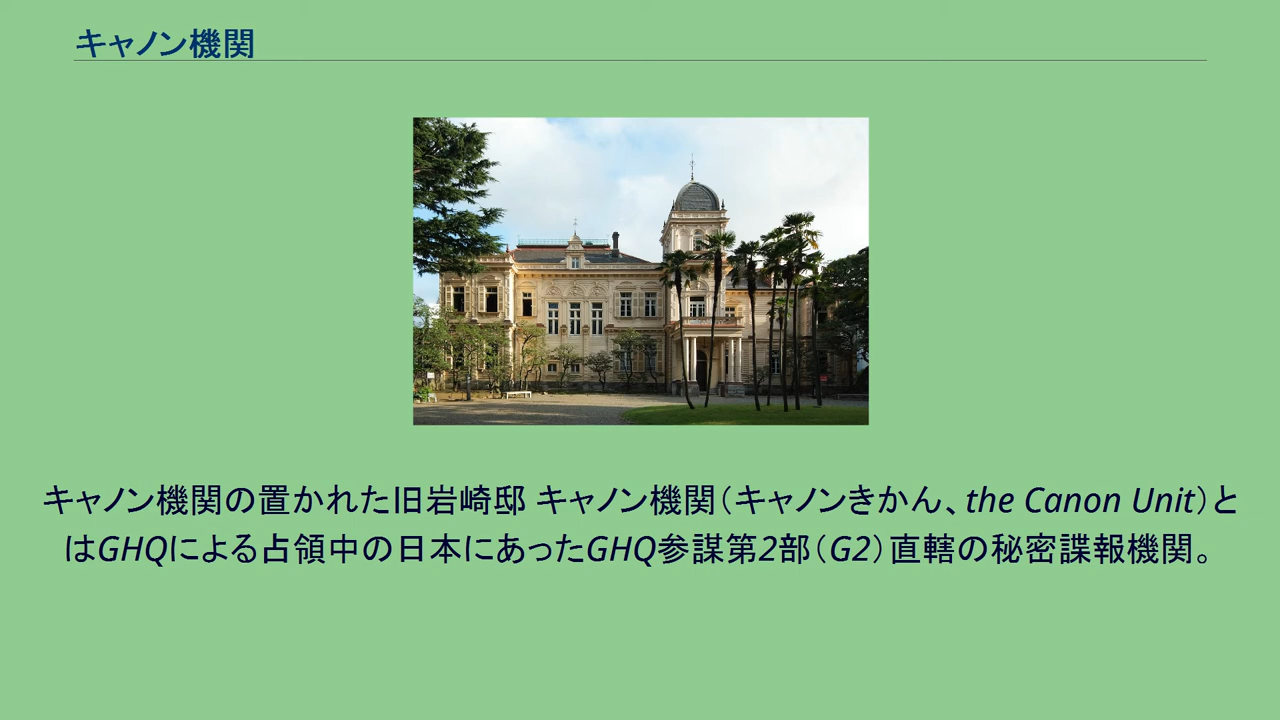 キャノン機関
キャノン機関の置かれた旧岩崎邸 キャノン機関（キャノンきかん、the Canon Unit）と
はGHQによる占領中の日本にあったGHQ参謀第2部（G2）直轄の秘密諜報機関。